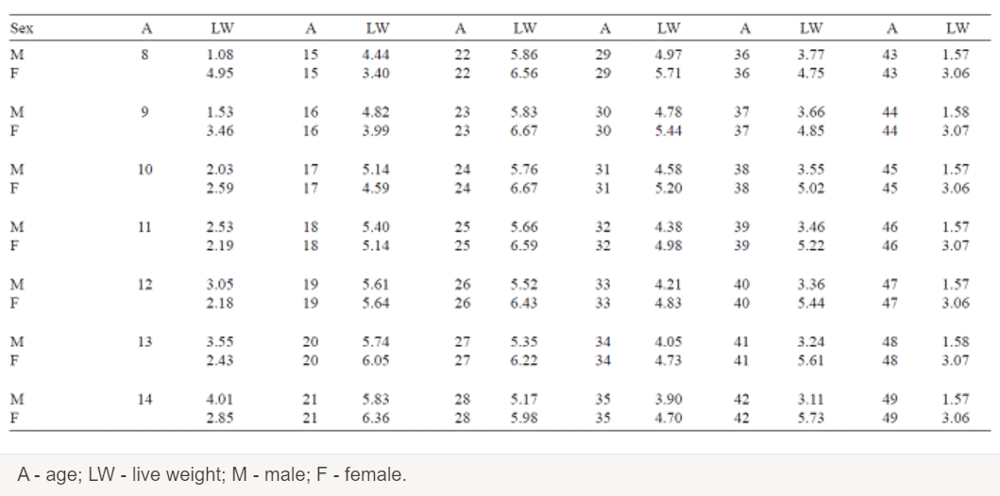 Sex A LW A LW A LW A LW A LW A LW
M 8 1.08 15 4.44 22 5.86 29 4.97 36 3.77 43 1.57
F 4.95 15 3.40 22 6.56 29 5.71 36 4.75 43 3.06
M 9 1.53 16 4.82 23 5.83 30 4.78 37 3.66 44 1.58
F 3.46 16 3.99 23 6.67 30 5.44 37 4.85 44 3.07
M 10 2.03 17 5.14 24 5.76 31 4.58 38 3.55 45 1.57
F 2.59 17 4.59 24 6.67 31 5.20 38 5.02 45 3.06
M 11 2.53 18 5.40 25 5.66 32 4.38 39 3.46 46 1.57
F 2.19 18 5.14 25 6.59 32 4.98 39 5.22 46 3.07
M 12 3.05 19 5.61 26 5.52 33 4.21 40 3.36 47 1.57
F 2.18 19 5.64 26 6.43 33 4.83 40 5.44 47 3.06
M 13 3.55 20 5.74 27 5.35 34 4.05 41 3.24 48 1.58
F 2.43 20 6.05 27 6.22 34 4.73 41 5.61 48 3.07
M 14 4.01 21 5.83 28 5.17 35 3.90 42 3.11 49 1.57
F 2.85 21 6.36 28 5.98 35 4.70 42 5.73 49 3.06
A - age; LW - live weight; M - male; F - female.